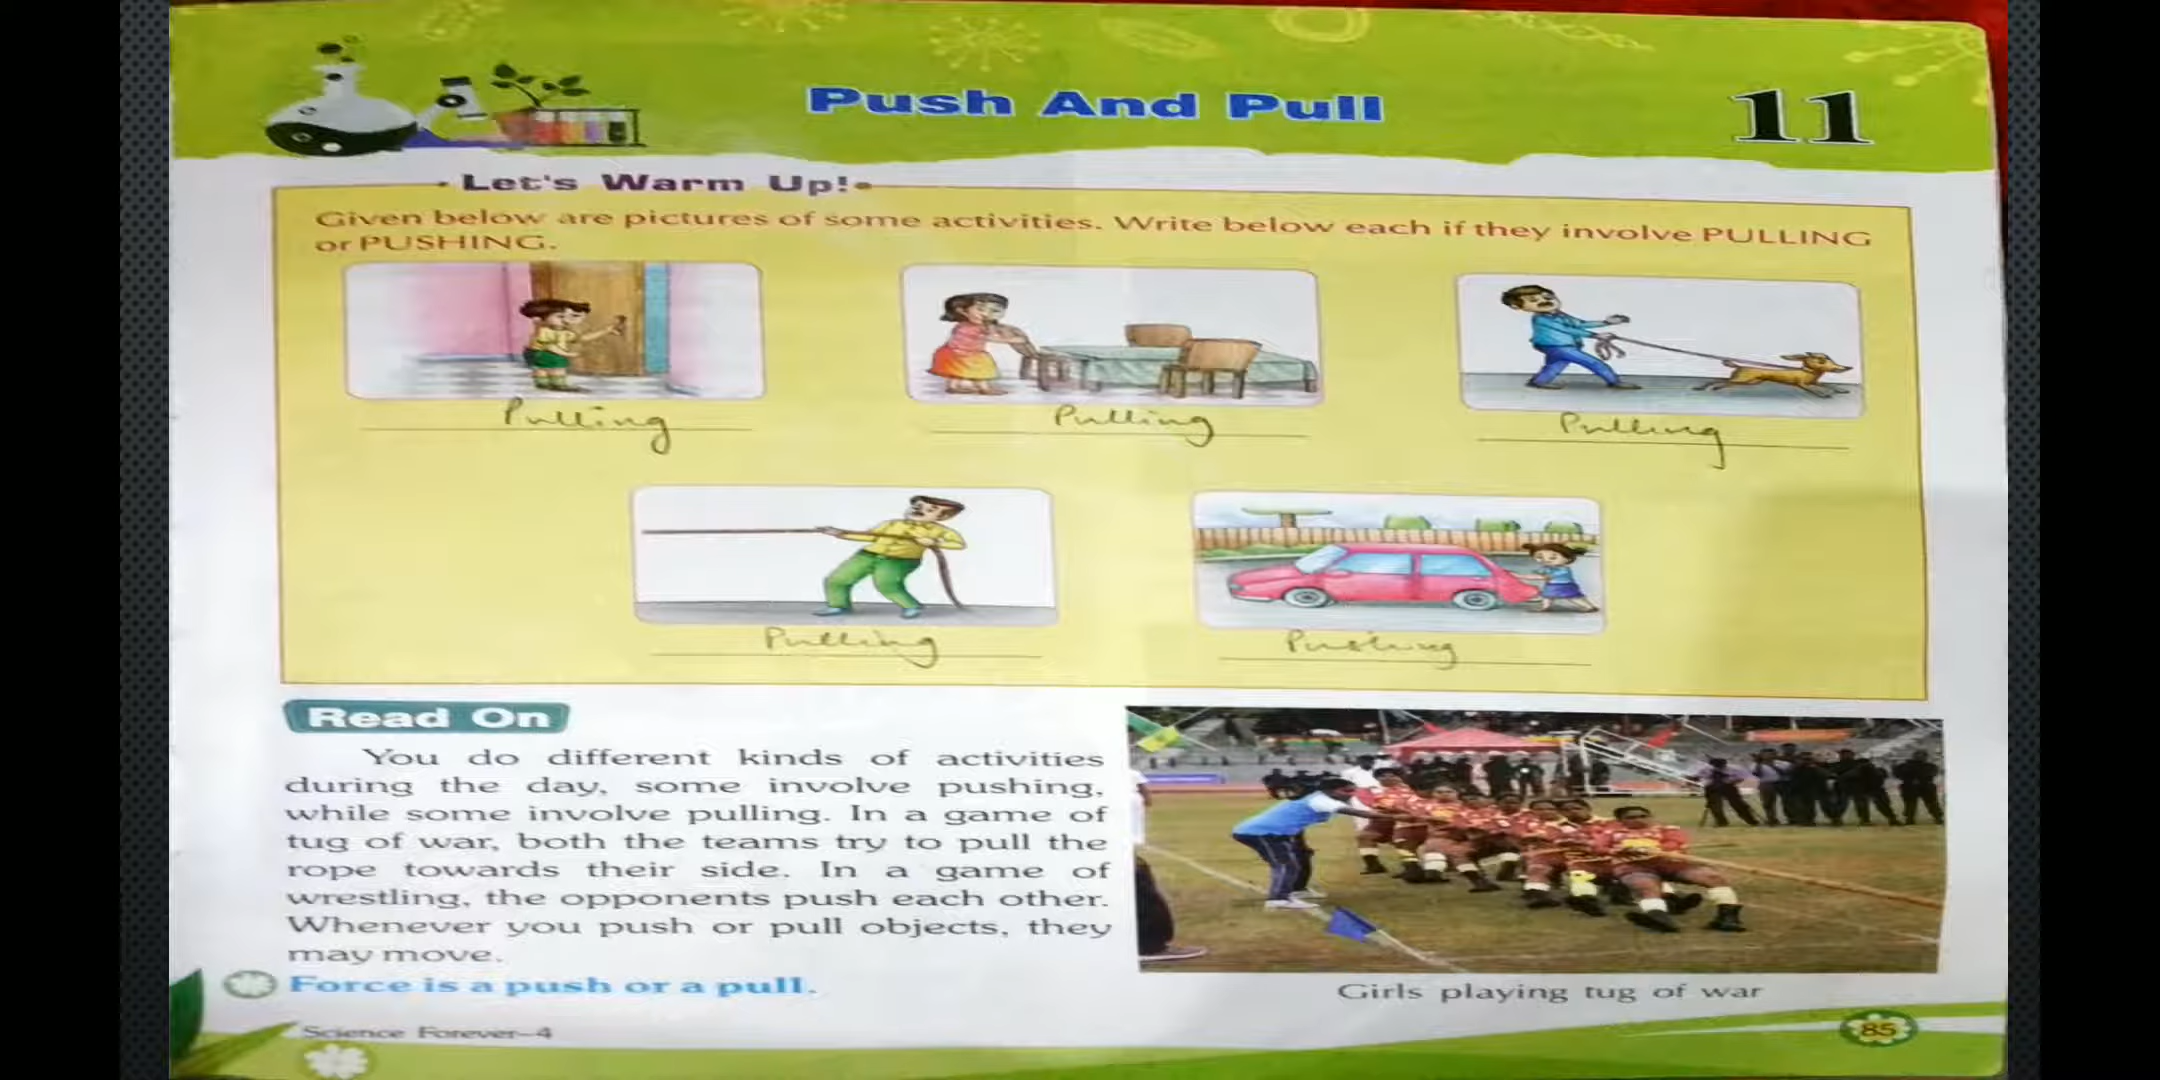 Push And Pull
11
Let's Warm Up!
Given below are pictures of some activities. Write below each if they involve PULLING
or PUSHING.
Pulling
Pulling
Pulling
Pulling
Pushing
Read On
You do different kinds of activities
during the day, some involve pushing,
while some involve pulling. In a game of
tug of war, both the teams try to pull the
rope towards their side. In a game of
wrestling, the opponents push each other.
Whenever you push or pull objects, they
may move.
Force is a push or a pull.
Girls playing tug of war
Science Forever–4
85